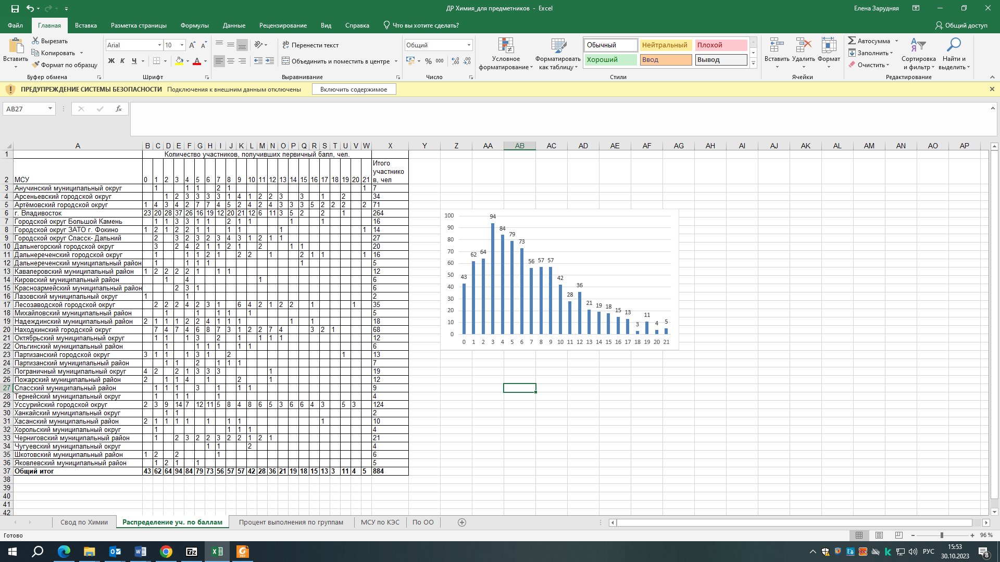 ДР Химия_для предметников - Excel
Елена Зарудняя
Файл Главная Вставка Разметка страницы Формулы Данные Рецензирование Вид Справка Что вы хотите сделать? Общий доступ
Вставить
Вырезать
Копировать
Формат по образцу
Буфер обмена
Arial 10
Ж К Ч
Шрифт
Перенести текст
Объединить и поместить в центре
Выравнивание
Общий
% 000
Число
Условное форматирование
Форматировать как таблицу
Обычный Нейтральный Плохой
Хороший Ввод Вывод
Стили
Вставить Удалить Формат
Ячейки
Автосумма
Заполнить
Очистить
Сортировка и фильтр
Найти и выделить
Редактирование
ПРЕДУПРЕЖДЕНИЕ СИСТЕМЫ БЕЗОПАСНОСТИ Подключения к внешним данным отключены Включить содержимое
AB27 fx
A B C D E F G H I J K L M N O P Q R S T U V W X Y Z AA AB AC AD AE AF AG AH AI AJ AK AL AM AN AO AP
1 Количество участников, получивших первичный балл, чел.
2 МСУ 0 1 2 3 4 5 6 7 8 9 10 11 12 13 14 15 16 17 18 19 20 21 Итого участнико в, чел
3 Анучинский муниципальный округ 1 1 1 2 1 1 7
4 Арсеньевский городской округ 1 2 3 3 3 3 1 4 1 2 2 3 3 1 2 34
5 Артёмовский городской округ 1 4 3 4 2 7 7 4 5 2 4 2 4 3 3 3 5 2 2 2 2 71
6 г. Владивосток 23 20 28 37 26 16 19 12 20 21 12 6 11 3 5 2 2 1 264
7 Городской округ Большой Камень 1 1 3 3 1 1 2 1 1 1 1 16
8 Городской округ ЗАТО г. Фокино 1 2 1 2 2 1 1 1 1 1 1 14
9 Городской округ Спасск- Дальний 2 3 2 3 2 3 4 3 1 2 1 1 27
10 Дальнегорский городской округ 3 2 4 2 1 1 2 1 2 1 1 20
11 Дальнереченский городской округ 1 1 1 2 1 2 2 1 2 1 1 1 16
12 Дальнереченский муниципальный район 1 1 1 1 1 5
13 Кавалеровский муниципальный район 1 2 2 2 2 1 1 1 12
14 Кировский муниципальный район 1 4 1 6
15 Красноармейский муниципальный район 2 3 1 6
16 Лазовский муниципальный округ 1 1 2
17 Лесозаводской городской округ 2 2 2 4 2 3 1 6 4 2 1 2 2 1 1 35
18 Михайловский муниципальный район 1 1 1 1 1 5
19 Надеждинский муниципальный район 2 1 1 1 2 2 4 1 1 1 1 1 18
20 Находкинский городской округ 7 4 7 4 6 8 7 3 1 2 2 7 4 3 2 1 68
21 Октябрьский муниципальный округ 1 1 1 3 2 1 1 1 1 12
22 Ольгинский муниципальный район 1 1 1 1 1 1 6
23 Партизанский городской округ 3 1 1 1 3 1 2 1 13
24 Партизанский муниципальный район 1 1 2 1 1 1 7
25 Пограничный муниципальный округ 4 2 2 1 3 3 3 1 19
26 Пожарский муниципальный район 2 1 1 4 1 2 1 12
27 Спасский муниципальный район 1 1 1 3 1 1 1 9
28 Тернейский муниципальный округ 1 1 1 1 4
29 Уссурийский городской округ 2 3 9 14 7 12 11 5 8 4 8 6 5 3 6 6 4 3 5 3 124
30 Ханкайский муниципальный округ 1 1 2
31 Хасанский муниципальный район 2 1 1 1 1 1 1 1 1 10
32 Хорольский муниципальный округ 1 1 1 1 4
33 Черниговский муниципальный район 1 2 3 2 2 3 2 2 1 2 1 21
34 Чугуевский муниципальный округ 1 1 2 4
35 Шкотовский муниципальный район 1 2 2 1 6
36 Яковлевский муниципальный район 1 2 1 1 5
37 Общий итог 43 62 64 94 84 79 73 56 57 57 42 28 36 21 19 18 15 13 3 11 4 5 884
38
39
40
41
42
100
90
80
70
60
50
40
30
20
10
0
43 62 64 94 84 79 73 56 57 57 42 28 36 21 19 18 15 13 3 11 4 5
0 1 2 3 4 5 6 7 8 9 10 11 12 13 14 15 16 17 18 19 20 21
Свод по Химии Распределение уч. по баллам Процент выполнения по группам МСУ по КЭС По ОО
Готово
96 %
РУС
15:53
30.10.2023
8